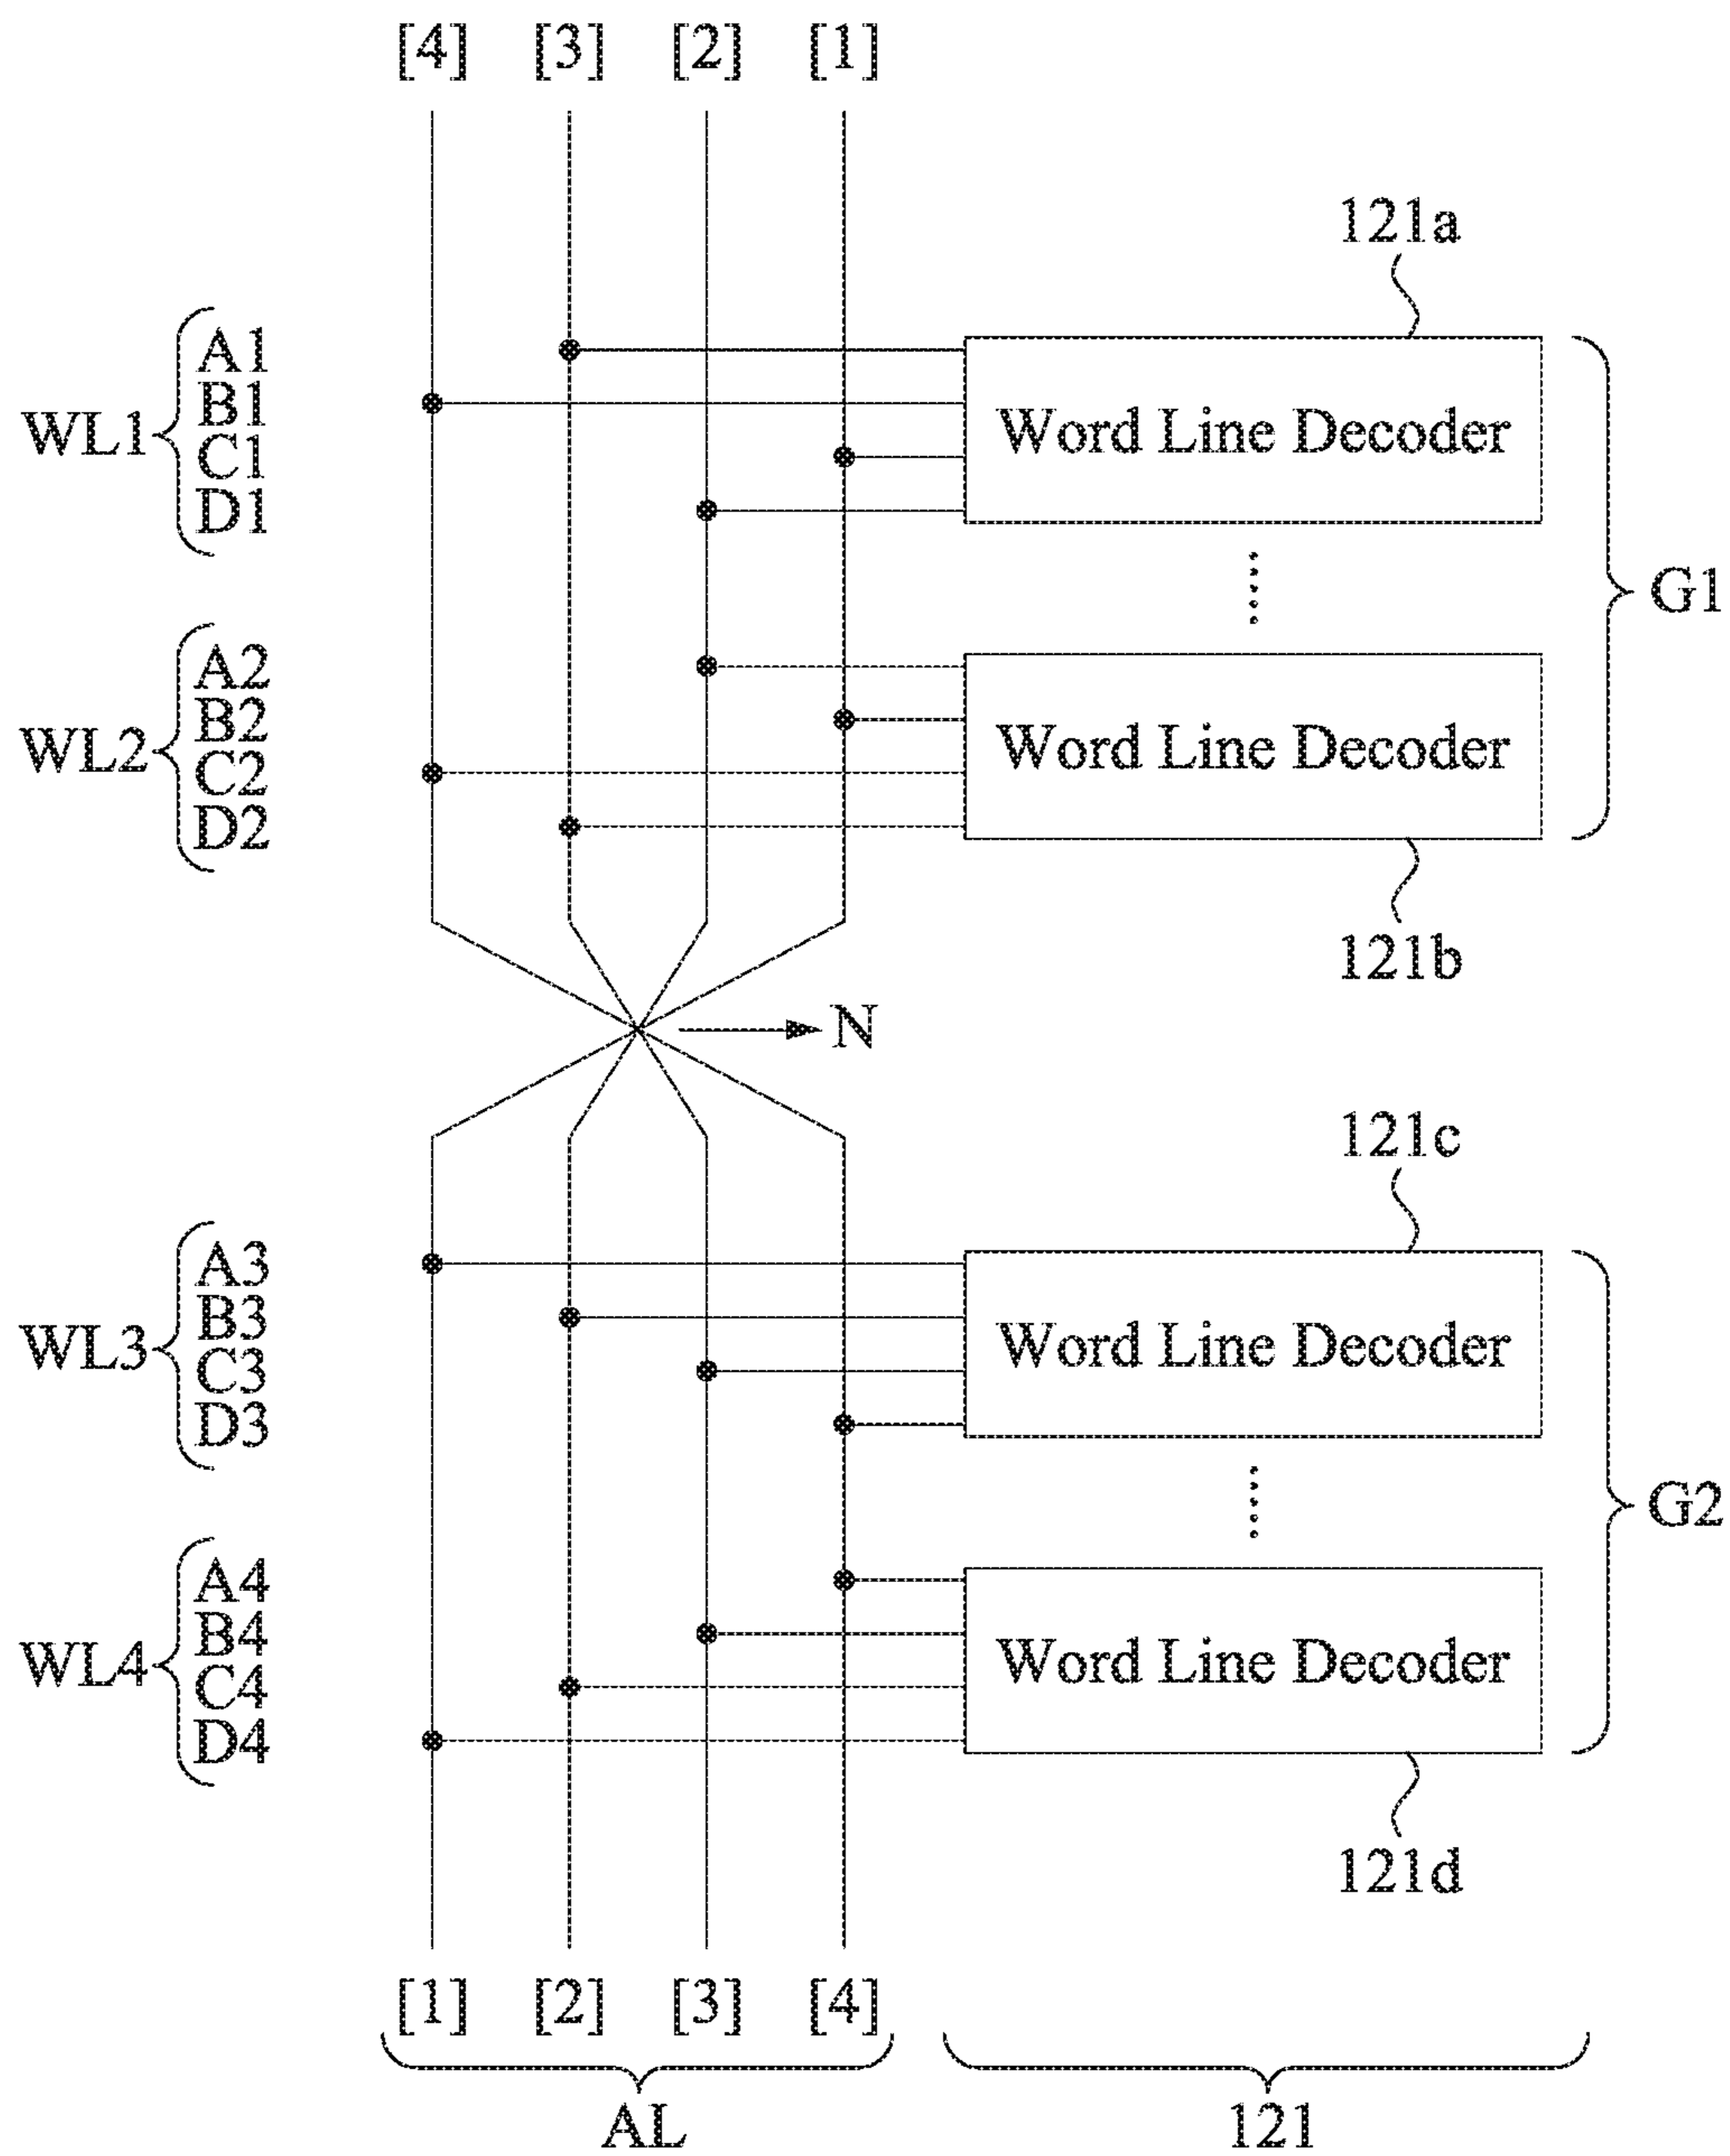 [4] [3] [2] [1]
121a
A1
B1
WL1
C1
D1
Word Line Decoder
G1
A2
B2
WL2
C2
D2
Word Line Decoder
121b
N
121c
A3
B3
WL3
C3
D3
Word Line Decoder
G2
A4
B4
WL4
C4
D4
Word Line Decoder
121d
[1] [2] [3] [4]
AL
121